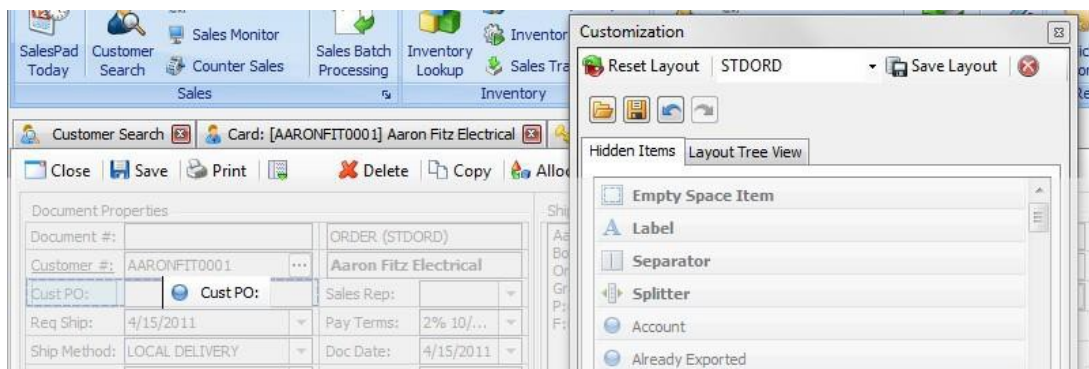 Sales Monitor
Counter Sales
SalesPad Today
Customer Search
Sales Batch Processing
Inventory Lookup
Inventor
Sales Tra
Sales
Inventory
Customer Search
Card: [AARONFIT0001] Aaron Fitz Electrical
Close Save Print Delete Copy Alloc
Document Properties
Document #: ORDER (STDORD)
Customer #: AARONFIT0001 ... Aaron Fitz Electrical
Cust PO: Cust PO: Sales Rep:
Req Ship: 4/15/2011 Pay Terms: 2% 10/...
Ship Method: LOCAL DELIVERY Doc Date: 4/15/2011
Customization
Reset Layout STDORD Save Layout
Hidden Items Layout Tree View
Empty Space Item
Label
Separator
Splitter
Account
Already Exported